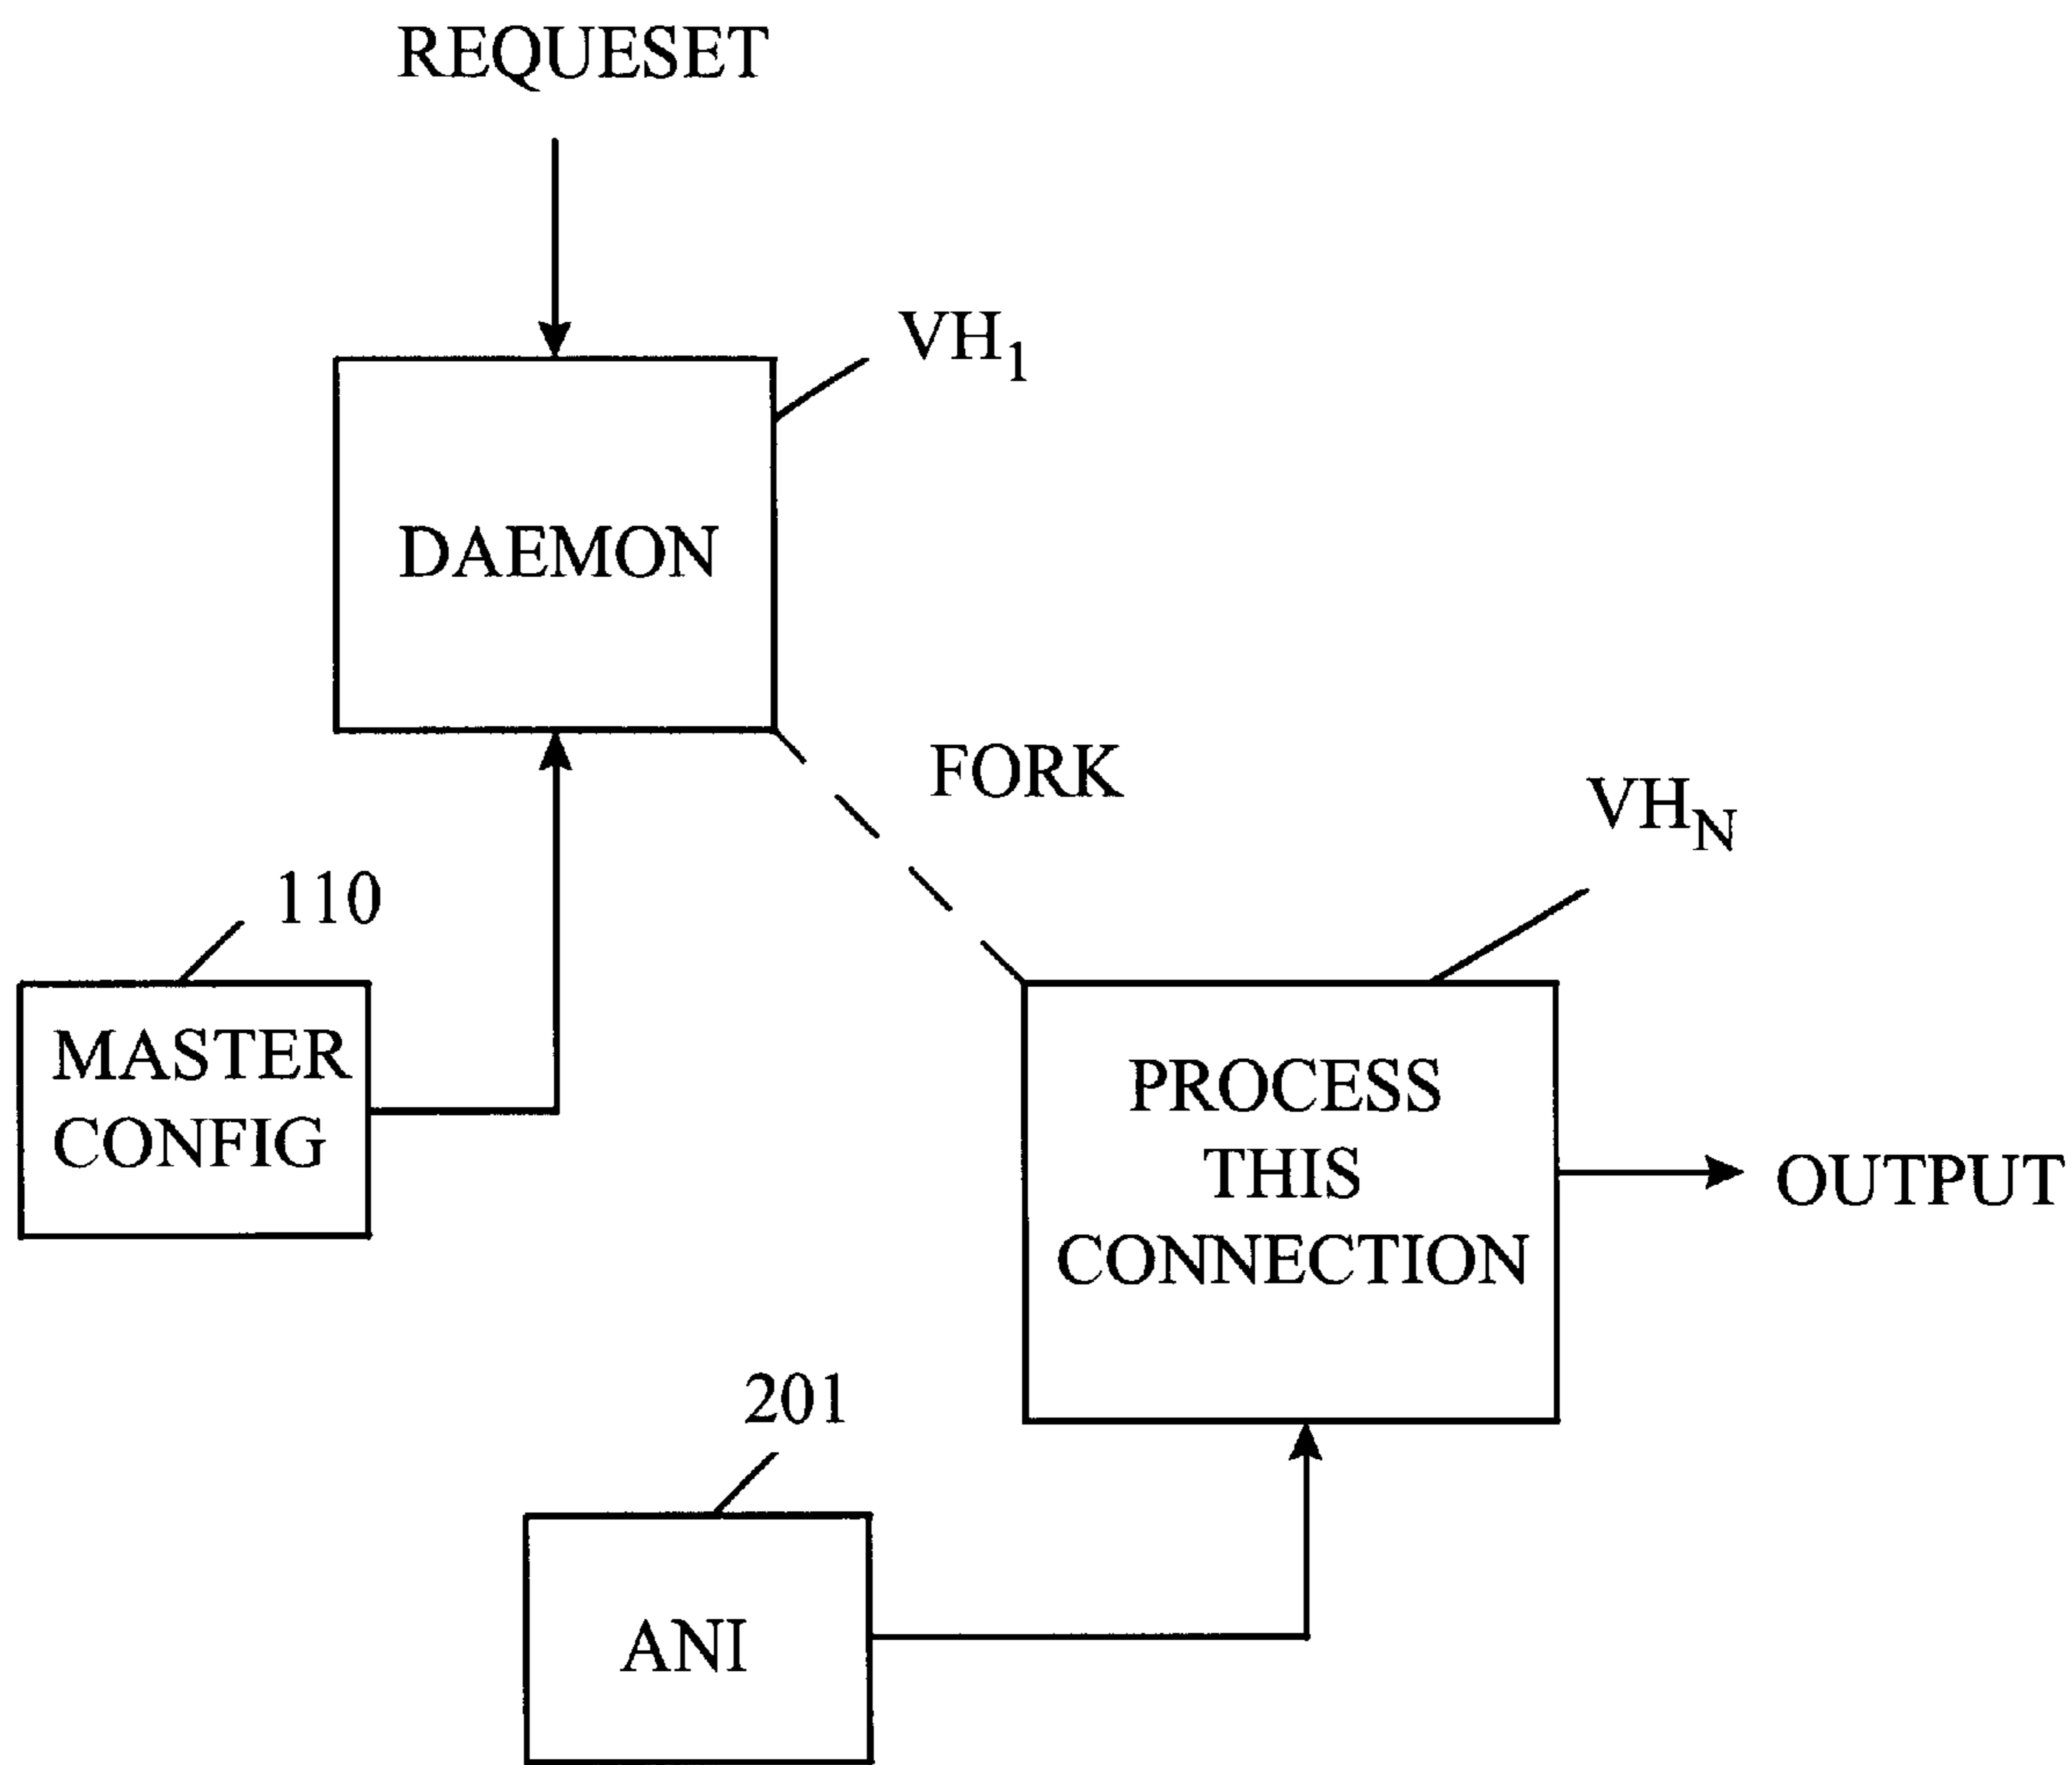 REQUESET
VH1
DAEMON
FORK
VHN
110
MASTER
CONFIG
PROCESS
THIS
CONNECTION
OUTPUT
201
ANI